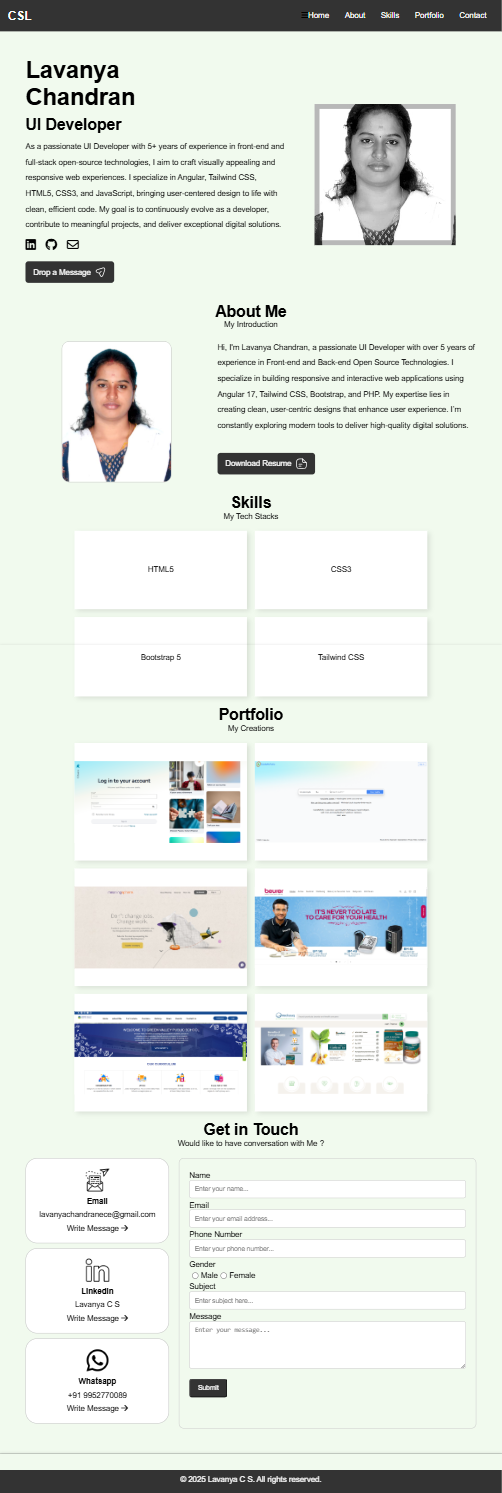 CSL
Home About Skills Portfolio Contact
Lavanya
Chandran
UI Developer
As a passionate UI Developer with 5+ years of experience in front-end and
full-stack open-source technologies, I aim to craft visually appealing and
responsive web experiences. I specialize in Angular, Tailwind CSS,
HTML5, CSS3, and JavaScript, bringing user-centered design to life with
clean, efficient code. My goal is to continuously evolve as a developer,
contribute to meaningful projects, and deliver exceptional digital solutions.
Drop a Message
About Me
My Introduction
Hi, I'm Lavanya Chandran, a passionate UI Developer with over 5 years of
experience in Front-end and Back-end Open Source Technologies. I
specialize in building responsive and interactive web applications using
Angular 17, Tailwind CSS, Bootstrap, and PHP. My expertise lies in
creating clean, user-centric designs that enhance user experience. I'm
constantly exploring modern tools to deliver high-quality digital solutions.
Download Resume
Skills
My Tech Stacks
HTML5
CSS3
Bootstrap 5
Tailwind CSS
Portfolio
My Creations
Log in to your account
Don't change jobs.
Change work.
beurer
IT'S NEVER TOO LATE
TO CARE FOR YOUR HEALTH
WELCOME TO GREEN VALLEY PUBLIC SCHOOL
Get in Touch
Would like to have conversation with Me ?
Email
lavanyachandranece@gmail.com
Write Message
LinkedIn
Lavanya C S
Write Message
Whatsapp
+91 9952770089
Write Message
Name
Enter your name...
Email
Enter your email address...
Phone Number
Enter your phone number...
Gender
Male Female
Subject
Enter subject here...
Message
Enter your message...
Submit
© 2025 Lavanya C S. All rights reserved.